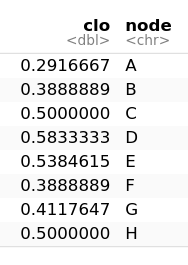 clo node
<dbl> <chr>
0.2916667 A
0.3888889 B
0.5000000 C
0.5833333 D
0.5384615 E
0.3888889 F
0.4117647 G
0.5000000 H